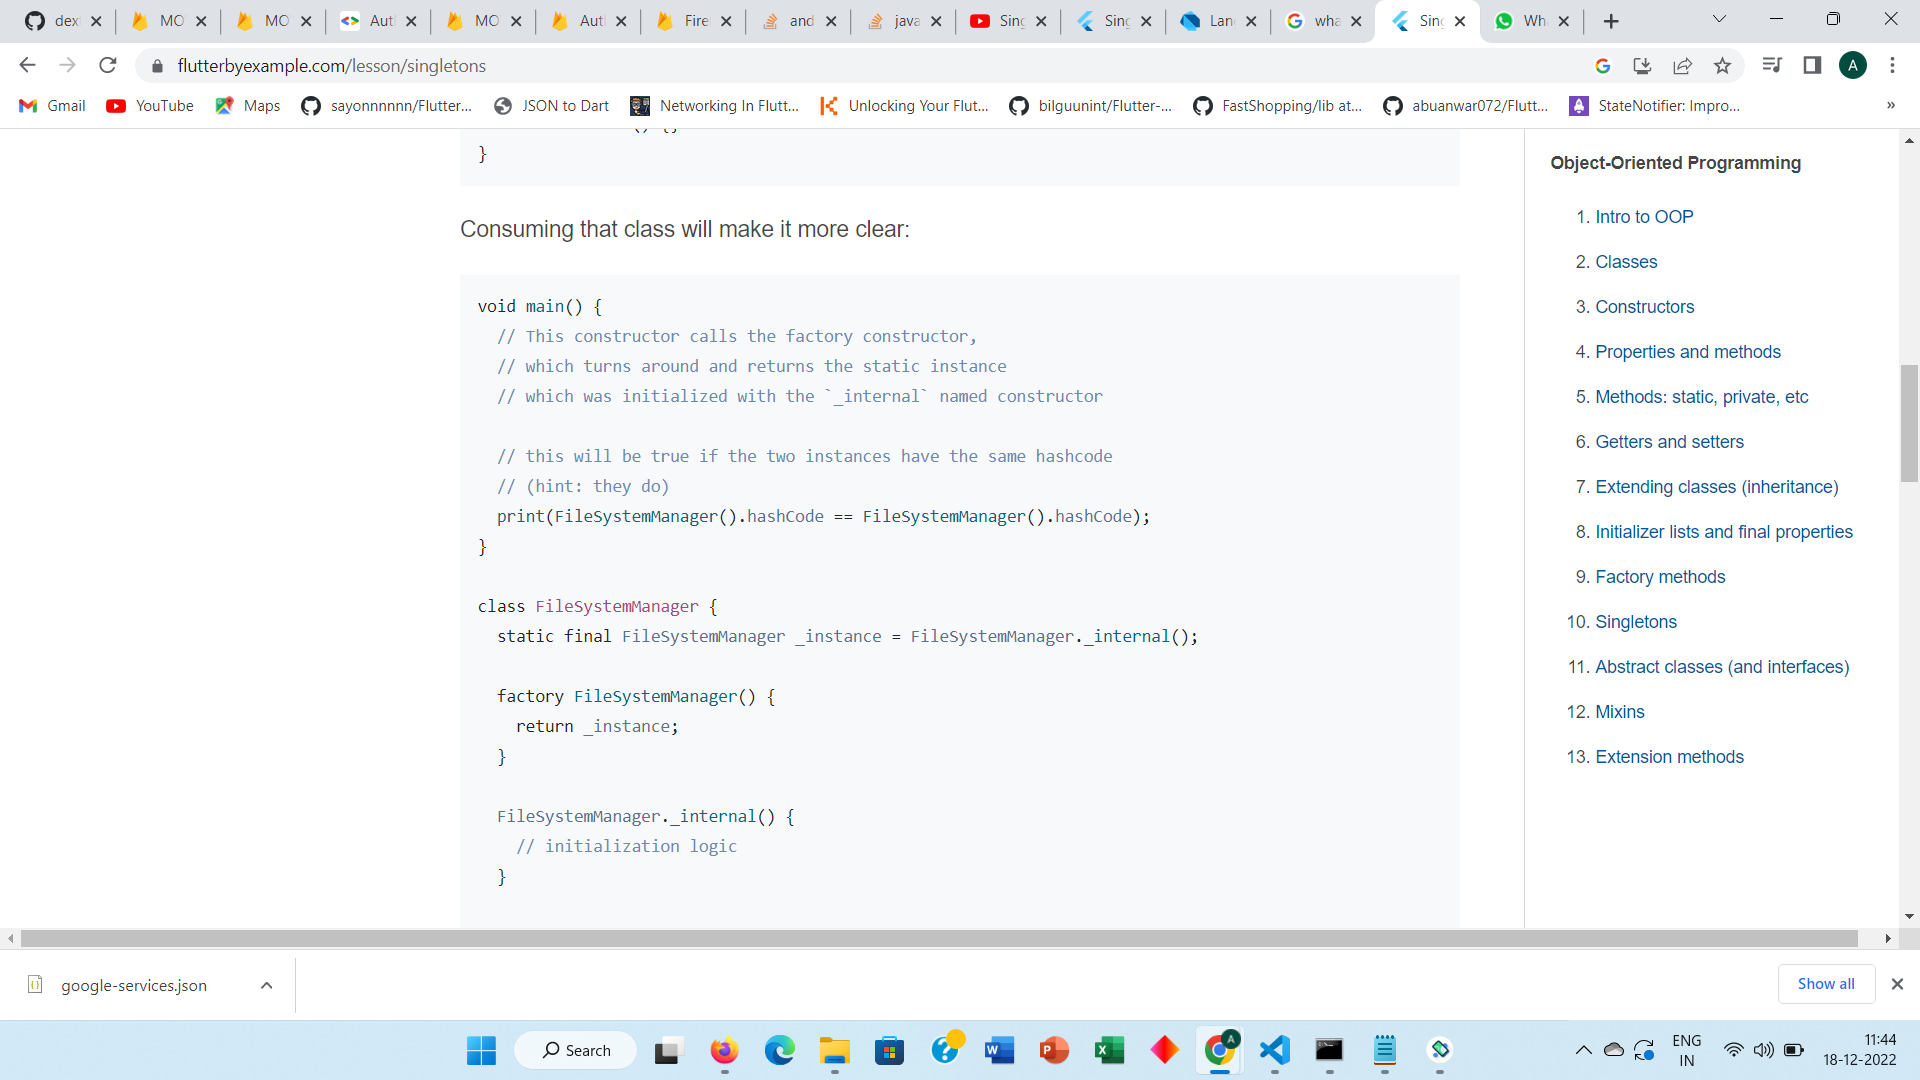 dex
MO
MO
Aut
MO
Aut
Fire
and
java
Sing
Sing
Lan
wha
Sing
Wh
flutterbyexample.com/lesson/singletons
A
Gmail
YouTube
Maps
sayonnnnnn/Flutter...
JSON to Dart
Networking In Flutt...
Unlocking Your Flut...
bilguunint/Flutter-...
FastShopping/lib at...
abuanwar072/Flutt...
StateNotifier: Impro...
»
}
Consuming that class will make it more clear:
void main() {
// This constructor calls the factory constructor,
// which turns around and returns the static instance
// which was initialized with the `_internal` named constructor
// this will be true if the two instances have the same hashcode
// (hint: they do)
print(FileSystemManager().hashCode == FileSystemManager().hashCode);
}
class FileSystemManager {
static final FileSystemManager _instance = FileSystemManager._internal();
factory FileSystemManager() {
return _instance;
}
FileSystemManager._internal() {
// initialization logic
}
Object-Oriented Programming
1. Intro to OOP
2. Classes
3. Constructors
4. Properties and methods
5. Methods: static, private, etc
6. Getters and setters
7. Extending classes (inheritance)
8. Initializer lists and final properties
9. Factory methods
10. Singletons
11. Abstract classes (and interfaces)
12. Mixins
13. Extension methods
google-services.json
Show all
Search
A
ENG
IN
11:44
18-12-2022